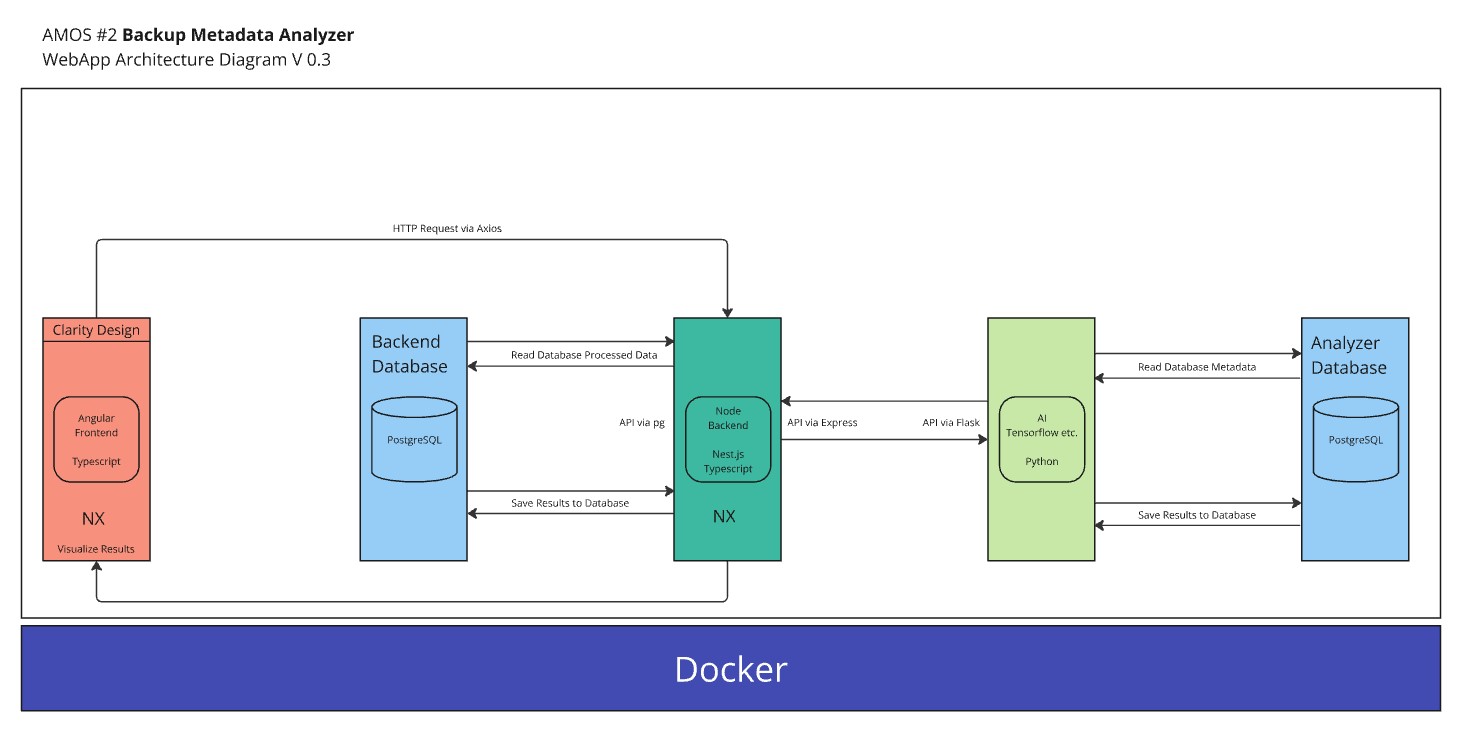 AMOS #2 Backup Metadata Analyzer
WebApp Architecture Diagram V 0.3
HTTP Request via Axios
Clarity Design
Angular
Frontend
Typescript
NX
Visualize Results
Backend
Database
PostgreSQL
Read Database Processed Data
API via pg
Save Results to Database
Node
Backend
Nest.js
Typescript
NX
API via Express
API via Flask
AI
Tensorflow etc.
Python
Read Database Metadata
Save Results to Database
Analyzer
Database
PostgreSQL
Docker